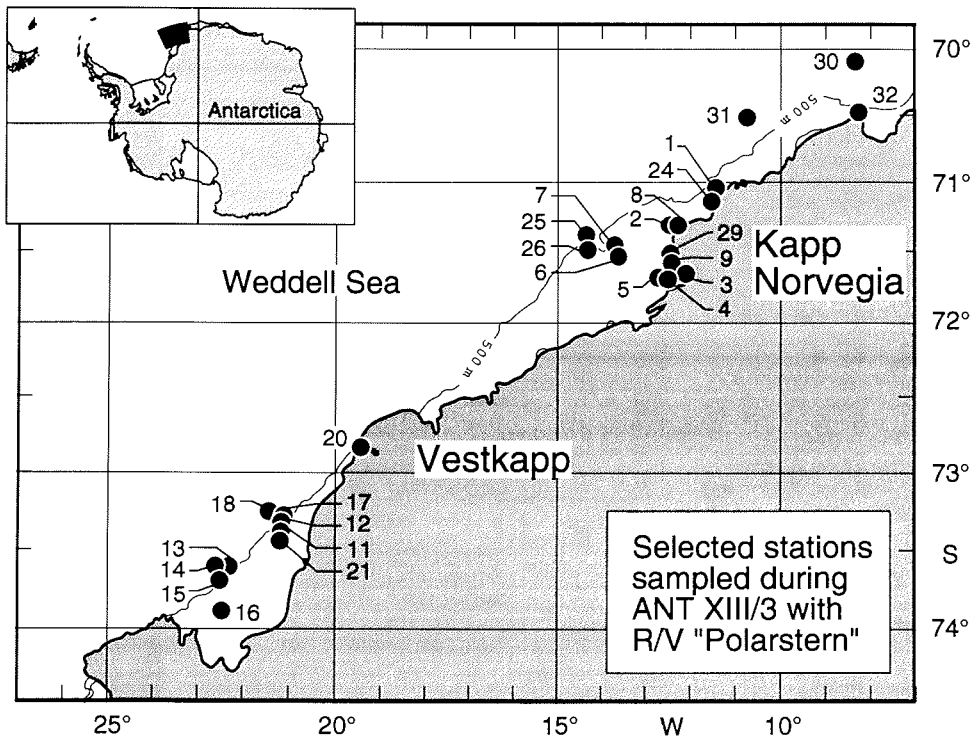 Antarctica
70°
30
500 m
32
31
1
24
71°
7
8
25
2
29
26
9
Kapp
Norvegia
6
5
3
4
Weddell Sea
72°
500 m
20
Vestkapp
73°
18
17
12
11
21
13
14
15
16
Selected stations
sampled during
ANT XIII/3 with
R/V "Polarstern"
S
74°
25°
20°
15°
W
10°